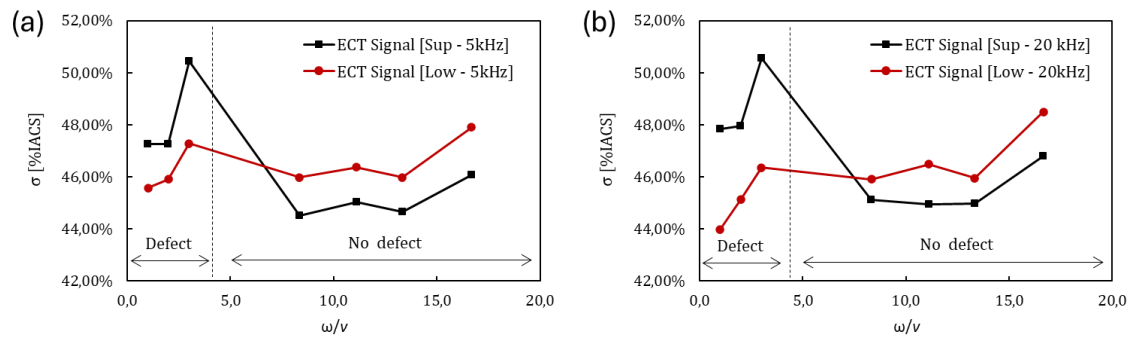 (a)
52,00%
50,00%
48,00%
46,00%
44,00%
42,00%
σ [%IACS]
ECT Signal [Sup - 5kHz]
ECT Signal [Low - 5kHz]
Defect
No defect
0,0 5,0 10,0 15,0 20,0
ω/v
(b)
52,00%
50,00%
48,00%
46,00%
44,00%
42,00%
σ [%IACS]
ECT Signal [Sup - 20 kHz]
ECT Signal [Low - 20kHz]
Defect
No defect
0,0 5,0 10,0 15,0 20,0
ω/v